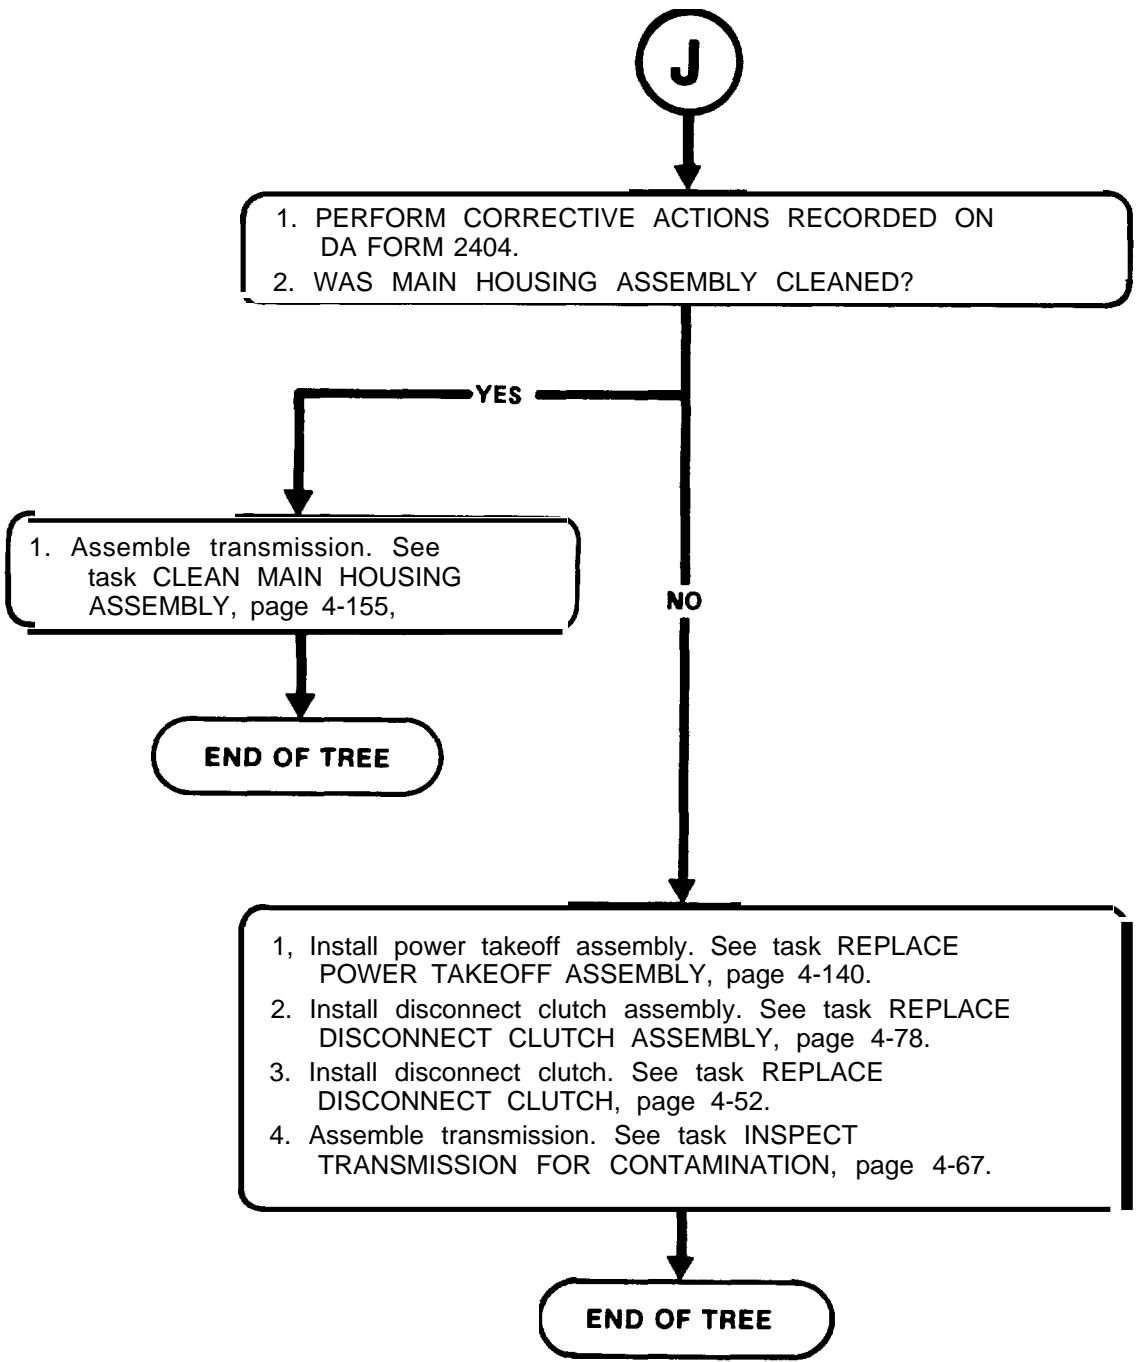 J
1. PERFORM CORRECTIVE ACTIONS RECORDED ON
DA FORM 2404.
2. WAS MAIN HOUSING ASSEMBLY CLEANED?
YES
1. Assemble transmission. See
task CLEAN MAIN HOUSING
ASSEMBLY, page 4-155,
NO
END OF TREE
1, Install power takeoff assembly. See task REPLACE
POWER TAKEOFF ASSEMBLY, page 4-140.
2. Install disconnect clutch assembly. See task REPLACE
DISCONNECT CLUTCH ASSEMBLY, page 4-78.
3. Install disconnect clutch. See task REPLACE
DISCONNECT CLUTCH, page 4-52.
4. Assemble transmission. See task INSPECT
TRANSMISSION FOR CONTAMINATION, page 4-67.
END OF TREE